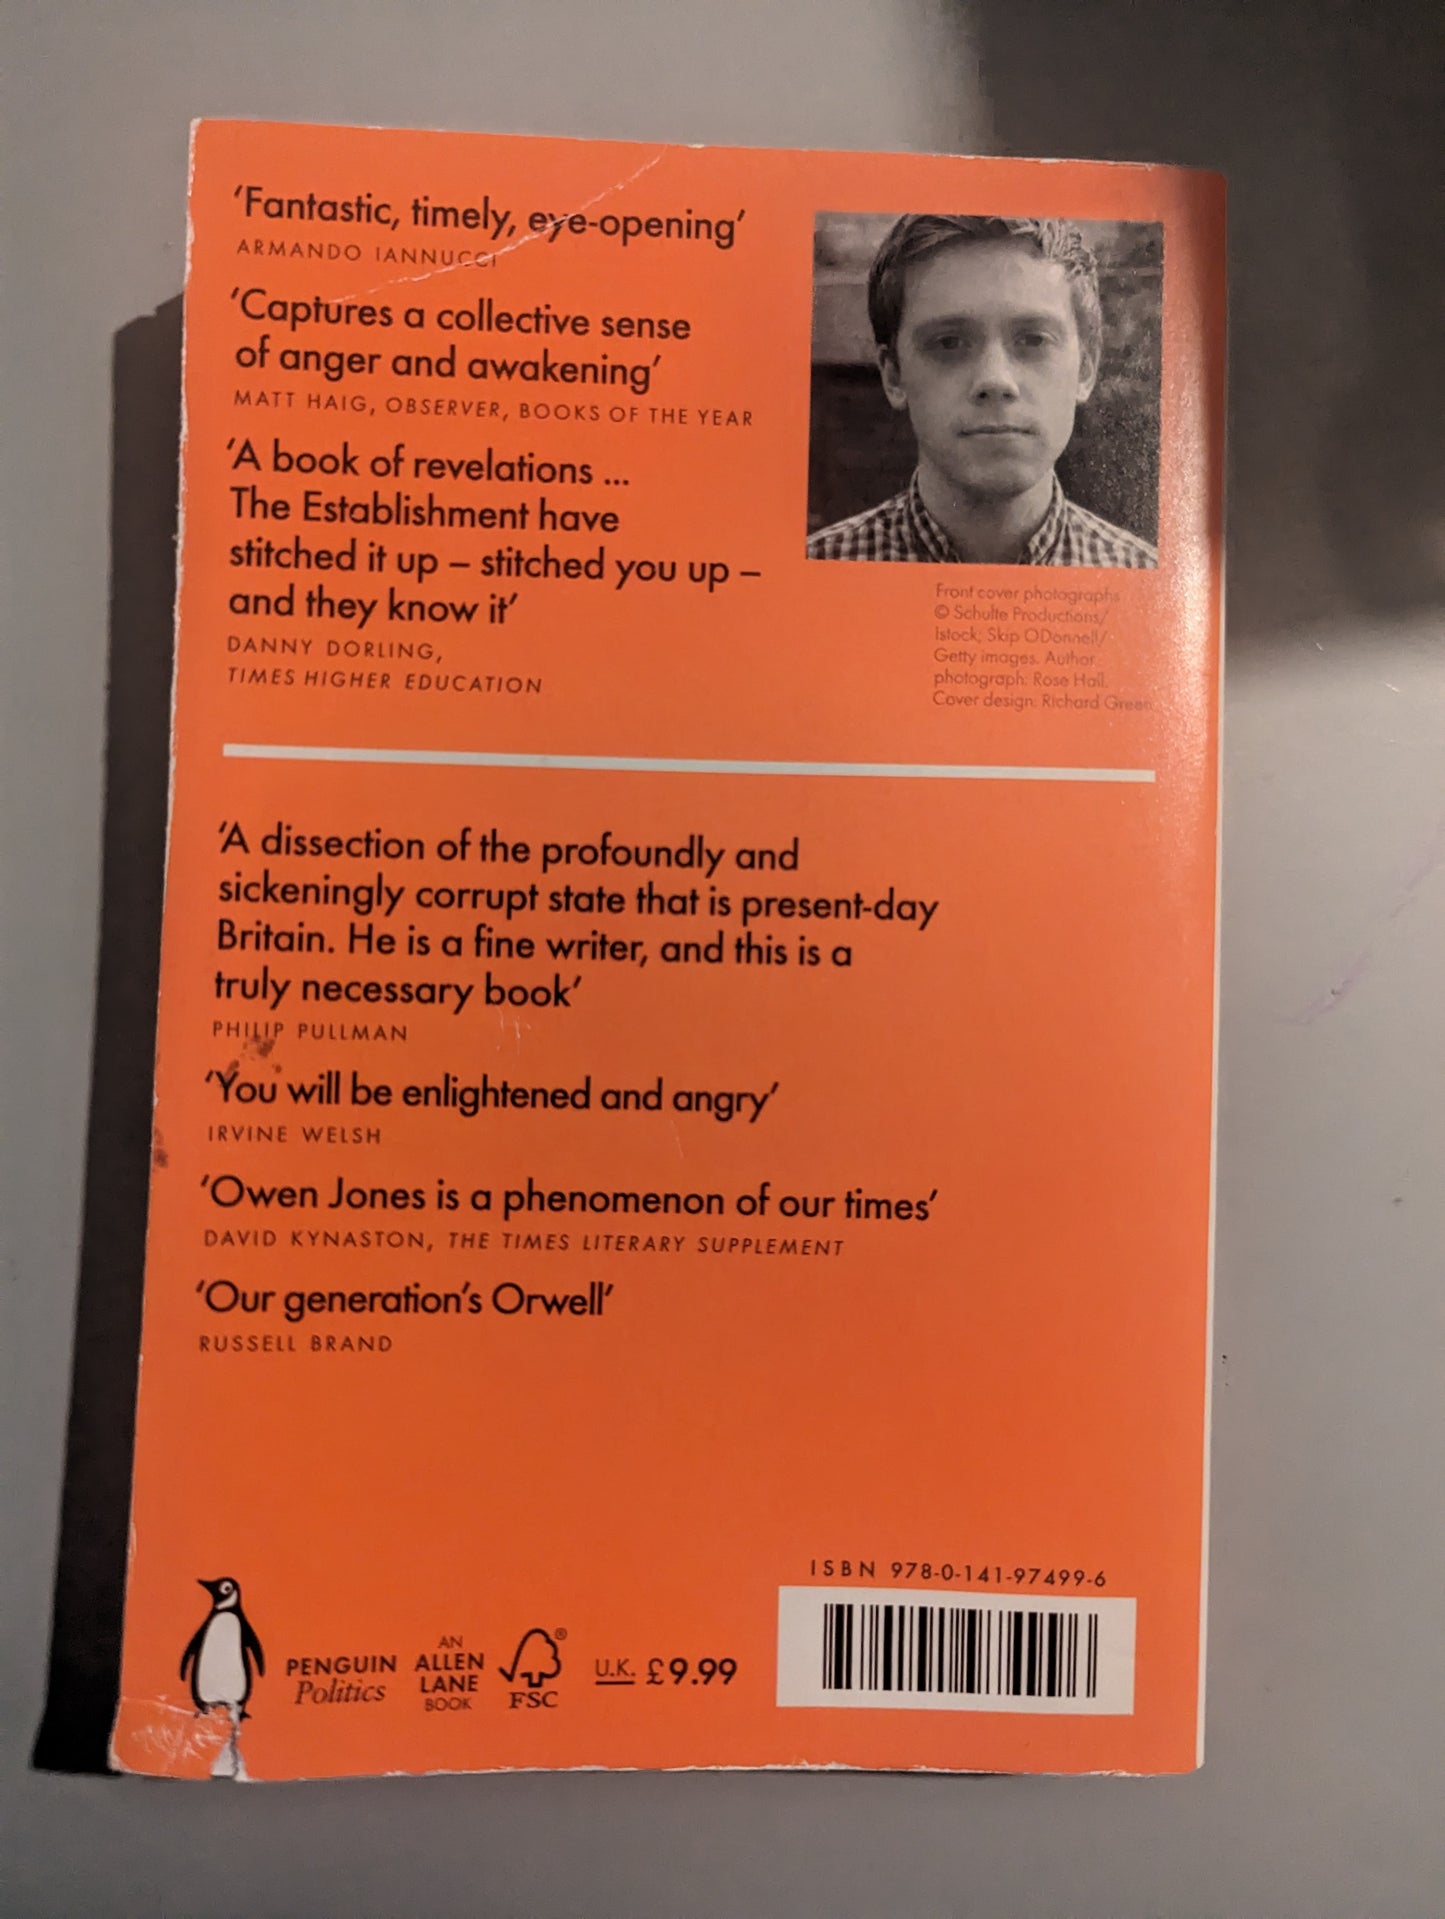 ‘Fantastic, timely, eye-opening’
ARMANDO IANNUCCI
‘Captures a collective sense
of anger and awakening’
MATT HAIG, OBSERVER, BOOKS OF THE YEAR
‘A book of revelations ...
The Establishment have
stitched it up – stitched you up –
and they know it’
DANNY DORLING,
TIMES HIGHER EDUCATION
Front cover photographs
© Schulte Productions/
Istock; Skip ODonnell/
Getty images. Author
photograph: Rose Hall.
Cover design: Richard Green
‘A dissection of the profoundly and
sickeningly corrupt state that is present-day
Britain. He is a fine writer, and this is a
truly necessary book’
PHILIP PULLMAN
‘You will be enlightened and angry’
IRVINE WELSH
‘Owen Jones is a phenomenon of our times’
DAVID KYNASTON, THE TIMES LITERARY SUPPLEMENT
‘Our generation’s Orwell’
RUSSELL BRAND
ISBN 978-0-141-97499-6
PENGUIN
Politics
AN
ALLEN
LANE
BOOK
®
FSC
U.K. £9.99